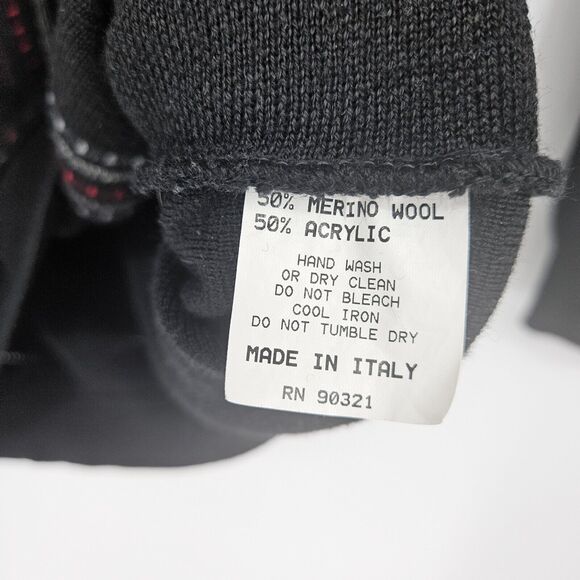 50% MERINO WOOL
50% ACRYLIC
HAND WASH
OR DRY CLEAN
DO NOT BLEACH
COOL IRON
DO NOT TUMBLE DRY
MADE IN ITALY
RN 90321